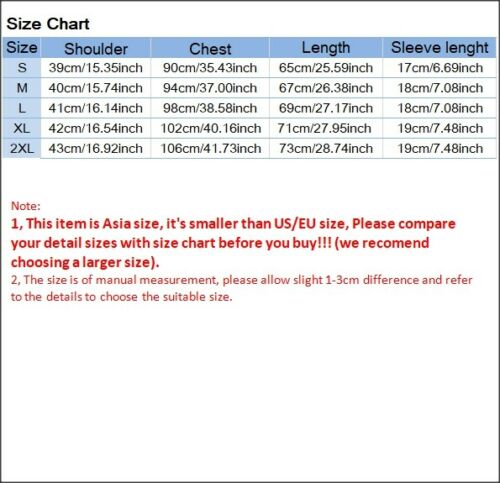 Size Chart
Size Shoulder Chest Length Sleeve lenght
S 39cm/15.35inch 90cm/35.43inch 65cm/25.59inch 17cm/6.69inch
M 40cm/15.74inch 94cm/37.00inch 67cm/26.38inch 18cm/7.08inch
L 41cm/16.14inch 98cm/38.58inch 69cm/27.17inch 18cm/7.08inch
XL 42cm/16.54inch 102cm/40.16inch 71cm/27.95inch 19cm/7.48inch
2XL 43cm/16.92inch 106cm/41.73inch 73cm/28.74inch 19cm/7.48inch
Note:
1, This item is Asia size, it's smaller than US/EU size, Please compare
your detail sizes with size chart before you buy!!! (we recomend
choosing a larger size).
2, The size is of manual measurement, please allow slight 1-3cm difference and refer
to the details to choose the suitable size.